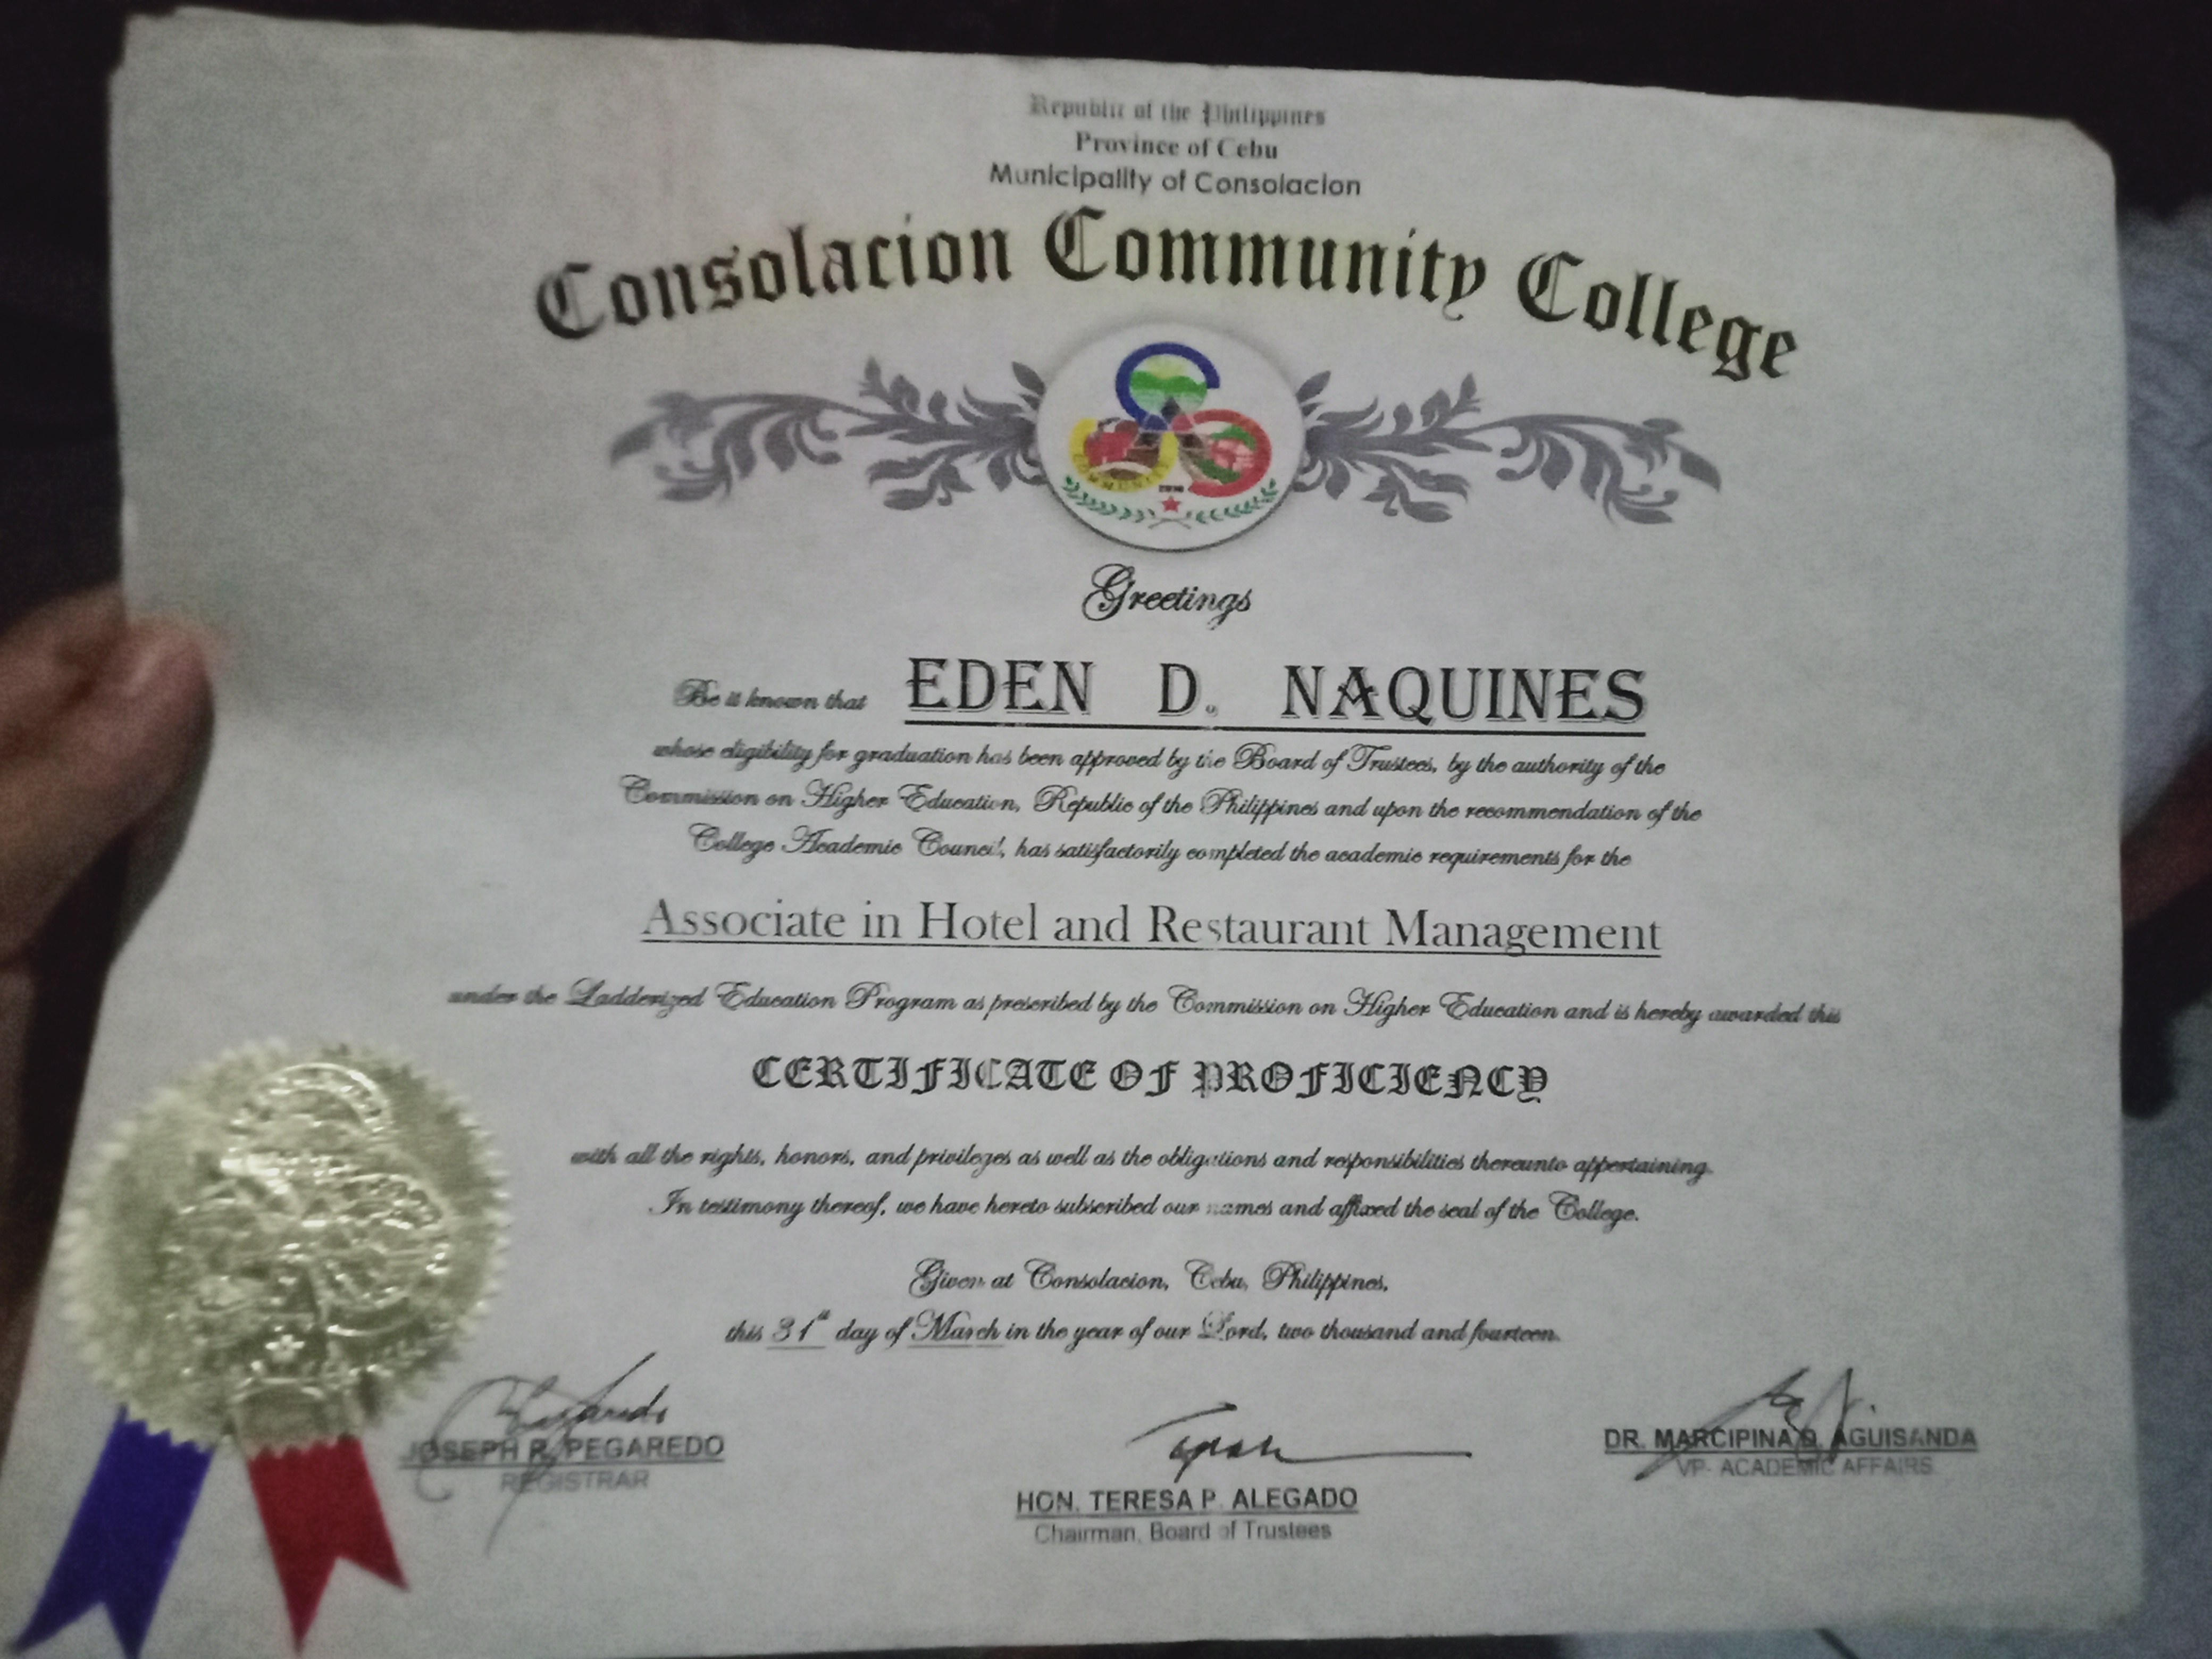 Republic of the Philippines
Province of Cebu
Municipality of Consolacion
Consolacion Community College
COMMUNITY
Greetings
Be it known that EDEN D. NAQUINES
whose eligibility for graduation has been approved by the Board of Trustees, by the authority of the
Commission on Higher Education, Republic of the Philippines and upon the recommendation of the
College Academic Council, has satisfactorily completed the academic requirements for the
Associate in Hotel and Restaurant Management
under the Ladderized Education Program as prescribed by the Commission on Higher Education and is hereby awarded this
CERTIFICATE OF PROFICIENCY
with all the rights, honors, and privileges as well as the obligations and responsibilities thereunto appertaining.
In testimony thereof, we have hereto subscribed our names and affixed the seal of the College.
Given at Consolacion, Cebu, Philippines,
this 31st day of March in the year of our Lord, two thousand and fourteen.
JOSEPH R. PEGAREDO
REGISTRAR
HON. TERESA P. ALEGADO
Chairman, Board of Trustees
DR. MARCIPINA D. AGUISANDA
VP- ACADEMIC AFFAIRS